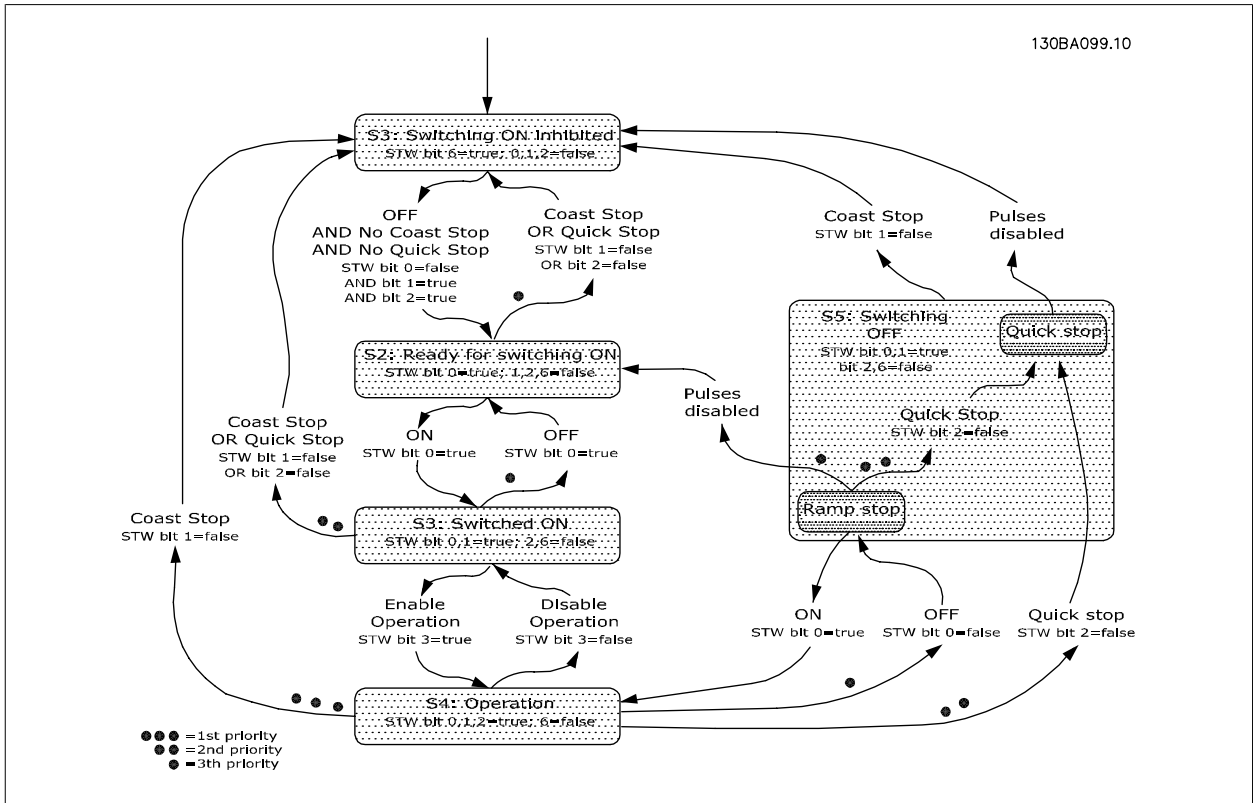 130BA099.10
S3: Switching ON Inhibited
STW bit 6=true; 0,1,2=false
OFF
AND No Coast Stop
AND No Quick Stop
STW bit 0=false
AND bit 1=true
AND bit 2=true
Coast Stop
OR Quick Stop
STW bit 1=false
OR bit 2=false
Coast Stop
STW bit 1=false
Pulses
disabled
S2: Ready for switching ON
STW bit 0=true; 1,2,6=false
S5: Switching
OFF
STW bit 0,1=true
bit 2,6=false
Quick stop
Pulses
disabled
Quick Stop
STW bit 2=false
Coast Stop
OR Quick Stop
STW bit 1=false
OR bit 2=false
ON
STW bit 0=true
OFF
STW bit 0=true
Ramp stop
Coast Stop
STW bit 1=false
S3: Switched ON
STW bit 0,1=true; 2,6=false
Enable
Operation
STW bit 3=true
Disable
Operation
STW bit 3=false
ON
STW bit 0=true
OFF
STW bit 0=false
Quick stop
STW bit 2=false
S4: Operation
STW bit 0,1,2=true; 6=false
=1st priority
=2nd priority
=3th priority